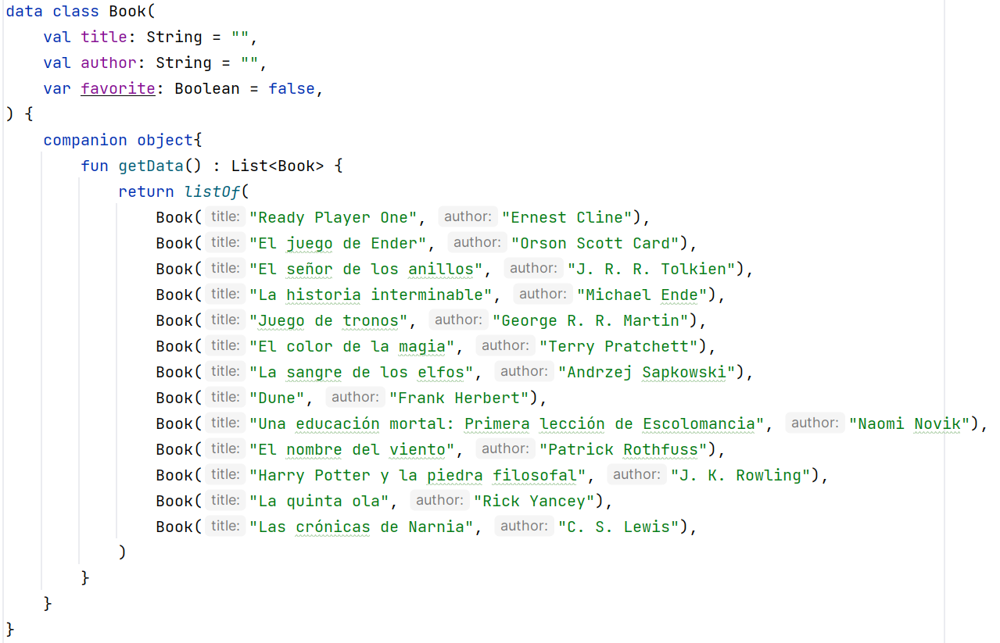 data class Book(
    val title: String = "",
    val author: String = "",
    var favorite: Boolean = false,
) {
    companion object{
        fun getData() : List<Book> {
            return listOf(
                Book( title: "Ready Player One", author: "Ernest Cline"),
                Book( title: "El juego de Ender", author: "Orson Scott Card"),
                Book( title: "El señor de los anillos", author: "J. R. R. Tolkien"),
                Book( title: "La historia interminable", author: "Michael Ende"),
                Book( title: "Juego de tronos", author: "George R. R. Martin"),
                Book( title: "El color de la magia", author: "Terry Pratchett"),
                Book( title: "La sangre de los elfos", author: "Andrzej Sapkowski"),
                Book( title: "Dune", author: "Frank Herbert"),
                Book( title: "Una educación mortal: Primera lección de Escolomancia", author: "Naomi Novik"),
                Book( title: "El nombre del viento", author: "Patrick Rothfuss"),
                Book( title: "Harry Potter y la piedra filosofal", author: "J. K. Rowling"),
                Book( title: "La quinta ola", author: "Rick Yancey"),
                Book( title: "Las crónicas de Narnia", author: "C. S. Lewis"),
            )
        }
    }
}